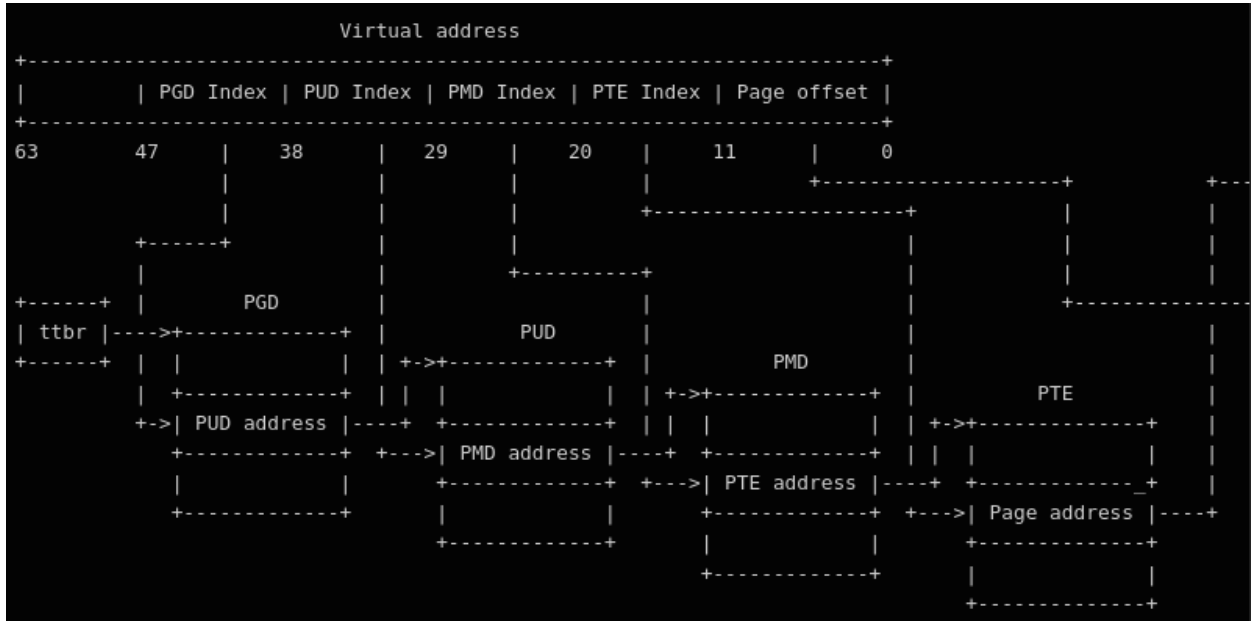 Virtual address
| | PGD Index | PUD Index | PMD Index | PTE Index | Page offset |
63 47 | 38 | 29 | 20 | 11 | 0
PGD
| ttbr |
PUD
PMD
PTE
PUD address
PMD address
PTE address
Page address